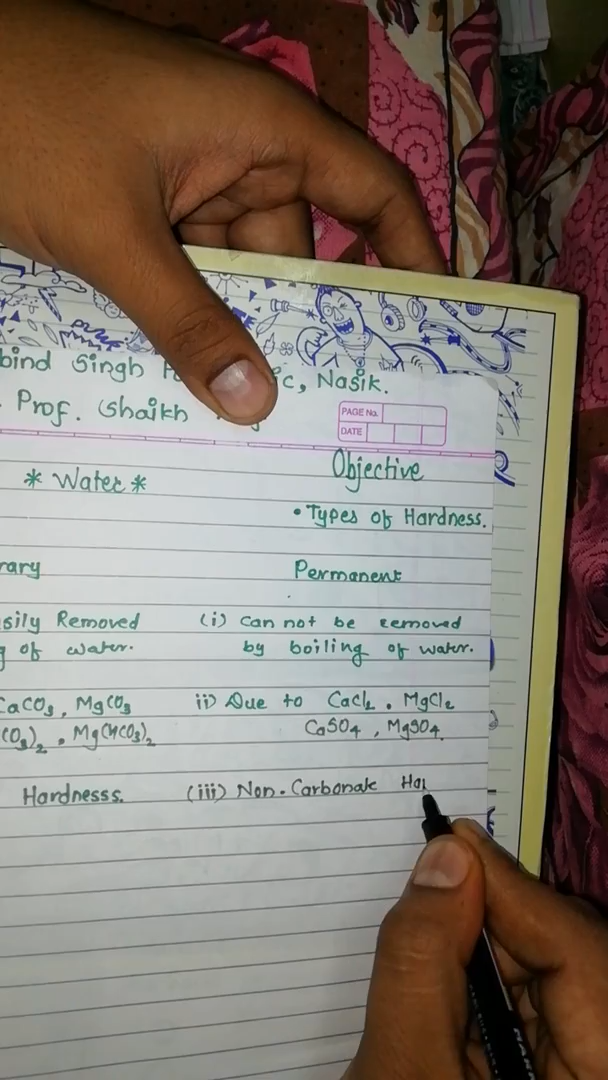 bind Singh ic, Nasik.
Prof. Shaikh
PAGE No.
DATE
* Water *
Objective
• Types of Hardness.
rary Permanent
sily Removed (i) Can not be removed
g of water. by boiling of water.
CaCO3, MgCO3 ii) Due to CaCl2, MgCl2
CO3)2, Mg(HCO3)2 CaSO4, MgSO4
Hardnesss. (iii) Non-Carbonate Har